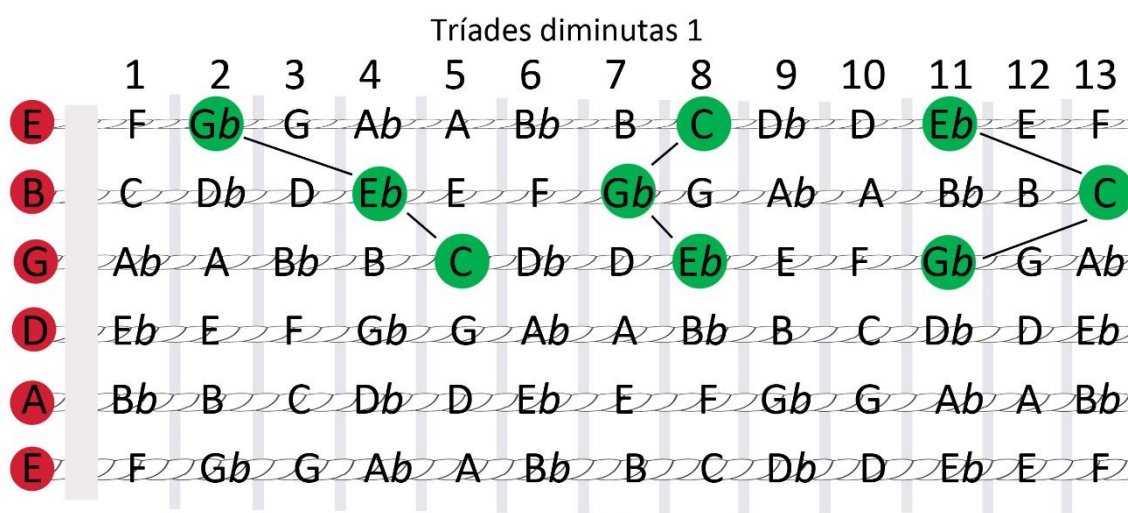 Tríades diminutas 1
1 2 3 4 5 6 7 8 9 10 11 12 13
E F Gb G Ab A Bb B C Db D Eb E F
B C Db D Eb E F Gb G Ab A Bb B C
G Ab A Bb B C Db D Eb E F Gb G Ab
D Eb E F Gb G Ab A Bb B C Db D Eb
A Bb B C Db D Eb E F Gb G Ab A Bb
E F Gb G Ab A Bb B C Db D Eb E F